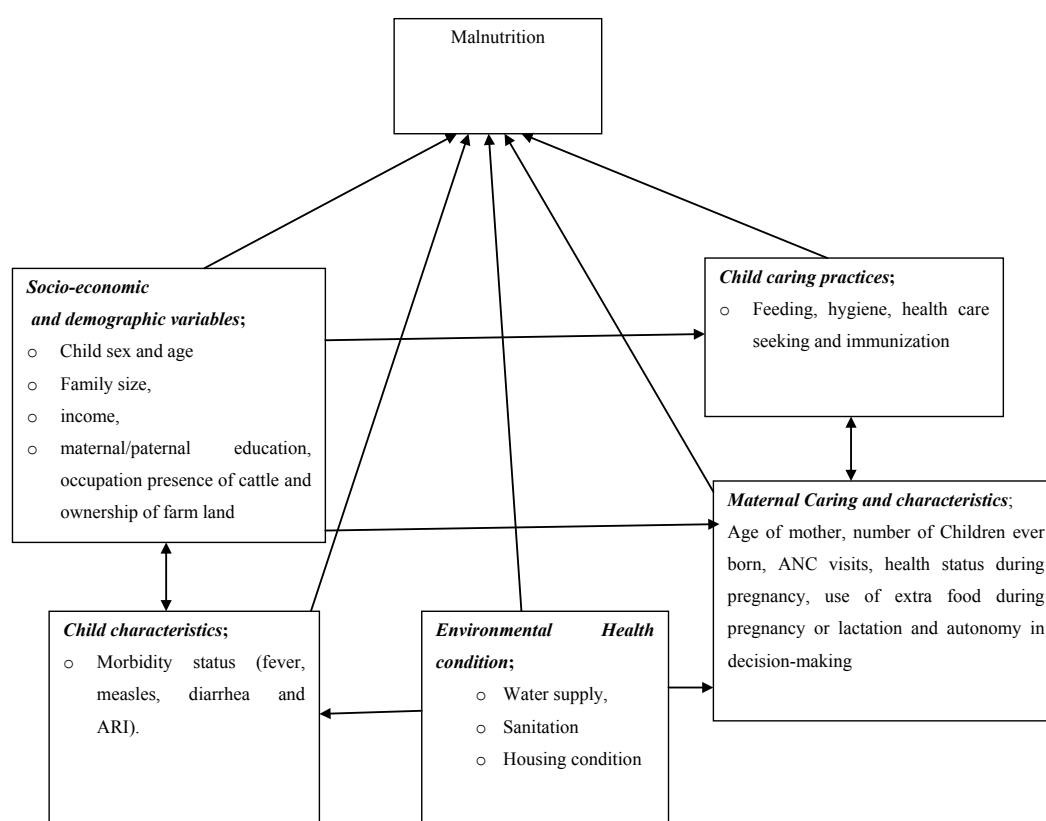 Malnutrition
Socio-economic
and demographic variables;
o Child sex and age
o Family size,
o income,
o maternal/paternal education,
occupation presence of cattle and
ownership of farm land
Child caring practices;
o Feeding, hygiene, health care
seeking and immunization
Maternal Caring and characteristics;
Age of mother, number of Children ever
born, ANC visits, health status during
pregnancy, use of extra food during
pregnancy or lactation and autonomy in
decision-making
Child characteristics;
o Morbidity status (fever,
measles, diarrhea and
ARI).
Environmental Health
condition;
o Water supply,
o Sanitation
o Housing condition